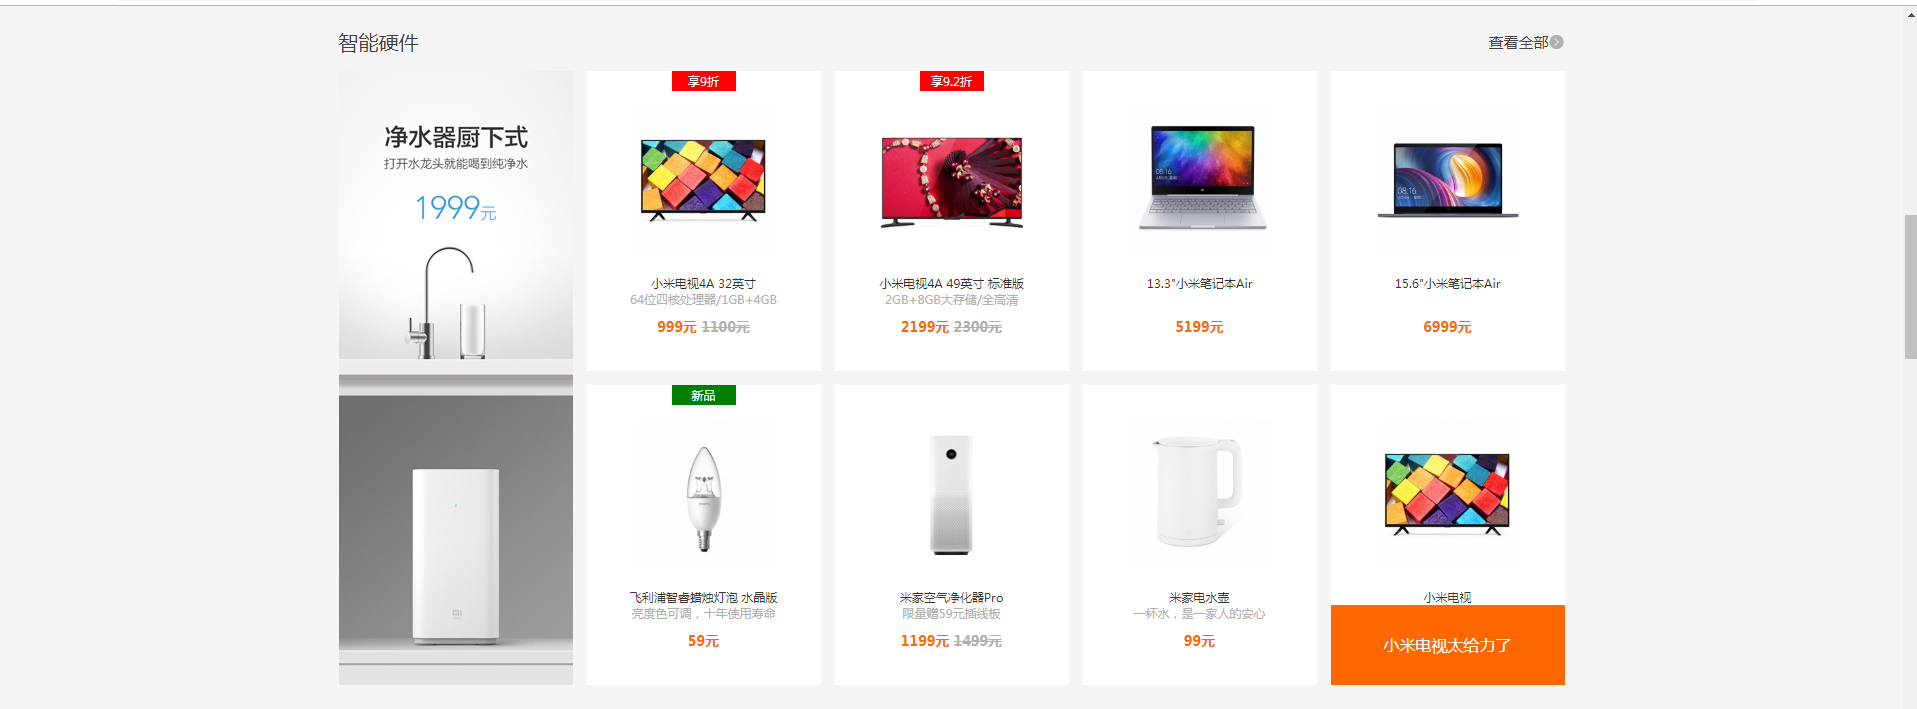 智能硬件
查看全部
净水器厨下式
打开水龙头就能喝到纯净水
1999元
享9折
小米电视4A 32英寸
64位四核处理器/1GB+4GB
999元 1100元
享9.2折
小米电视4A 49英寸 标准版
2GB+8GB大存储/全高清
2199元 2300元
08:16
13.3"小米笔记本Air
5199元
08:16
15.6"小米笔记本Air
6999元
mi
新品
飞利浦智睿蜡烛灯泡 水晶版
亮度色可调，十年使用寿命
59元
米家空气净化器Pro
限量赠59元插线板
1199元 1499元
米家电水壶
一杯水，是一家人的安心
99元
小米电视
小米电视太给力了